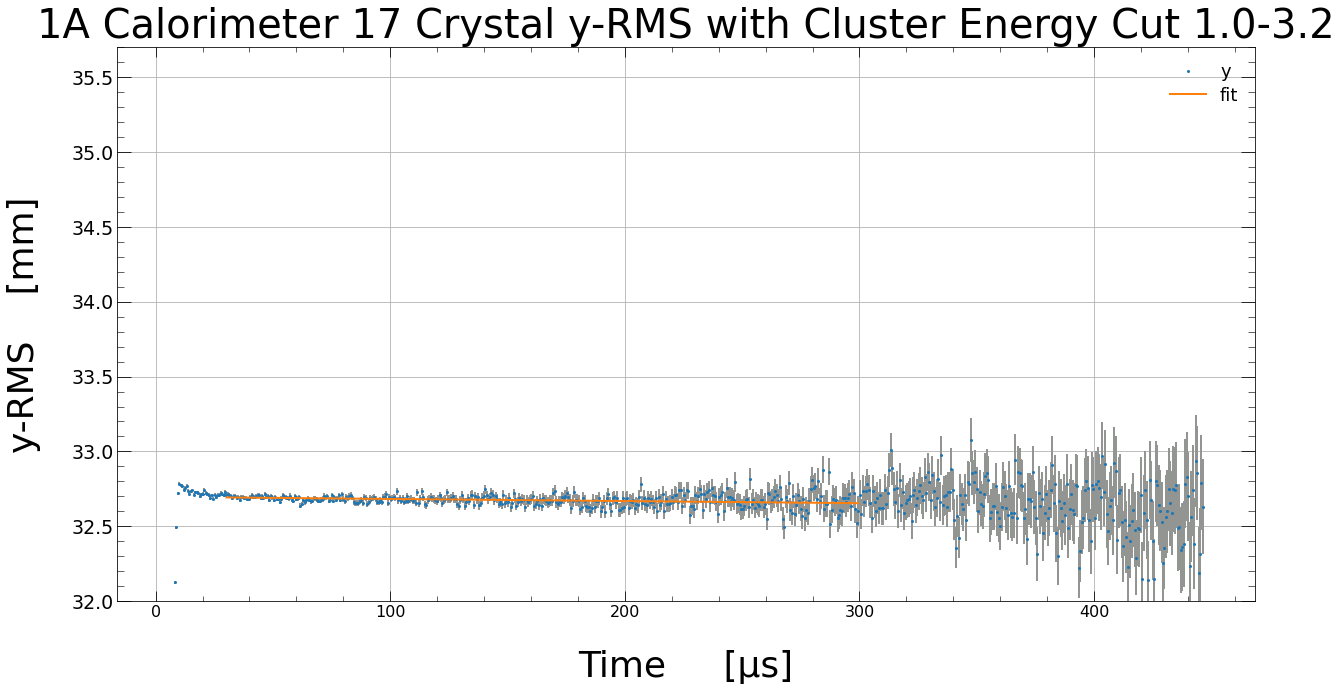 1A Calorimeter 17 Crystal y-RMS with Cluster Energy Cut 1.0-3.2
y
fit
35.5
35.0
34.5
34.0
33.5
33.0
32.5
32.0
y-RMS [mm]
0 100 200 300 400
Time [µs]